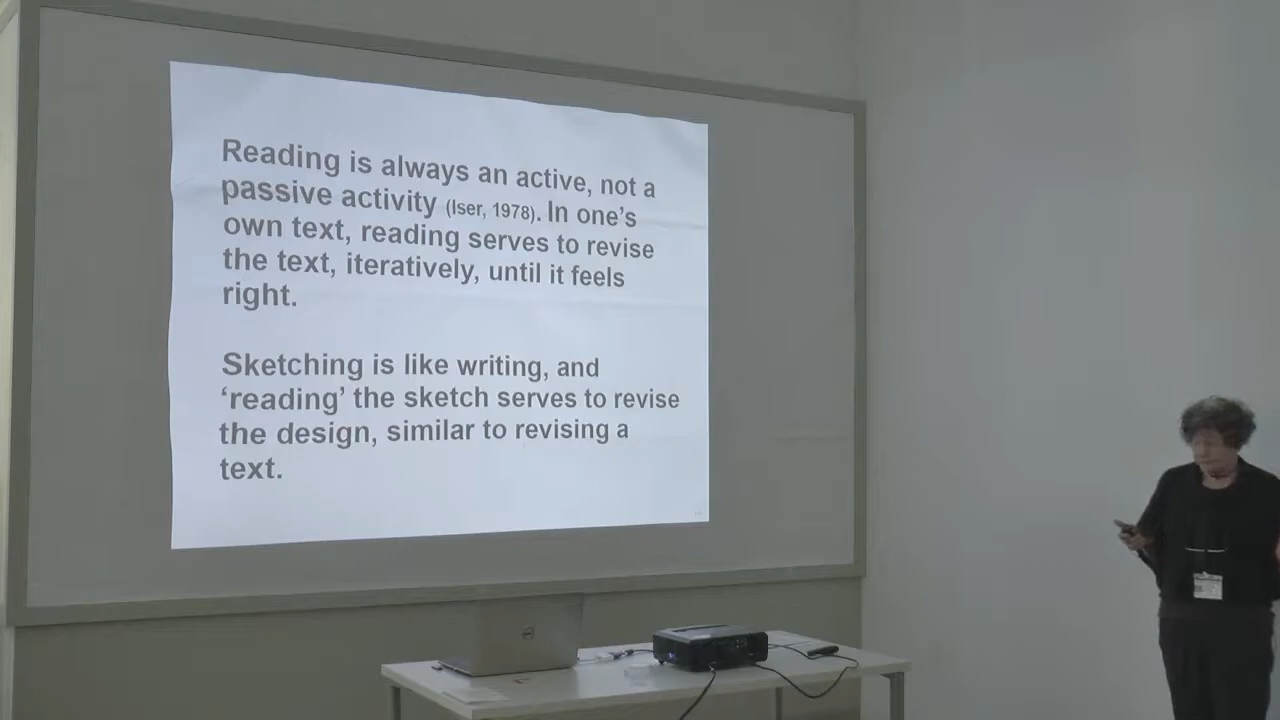 Reading is always an active, not a
passive activity (Iser, 1978). In one’s
own text, reading serves to revise
the text, iteratively, until it feels
right.
Sketching is like writing, and
‘reading’ the sketch serves to revise
the design, similar to revising a
text.